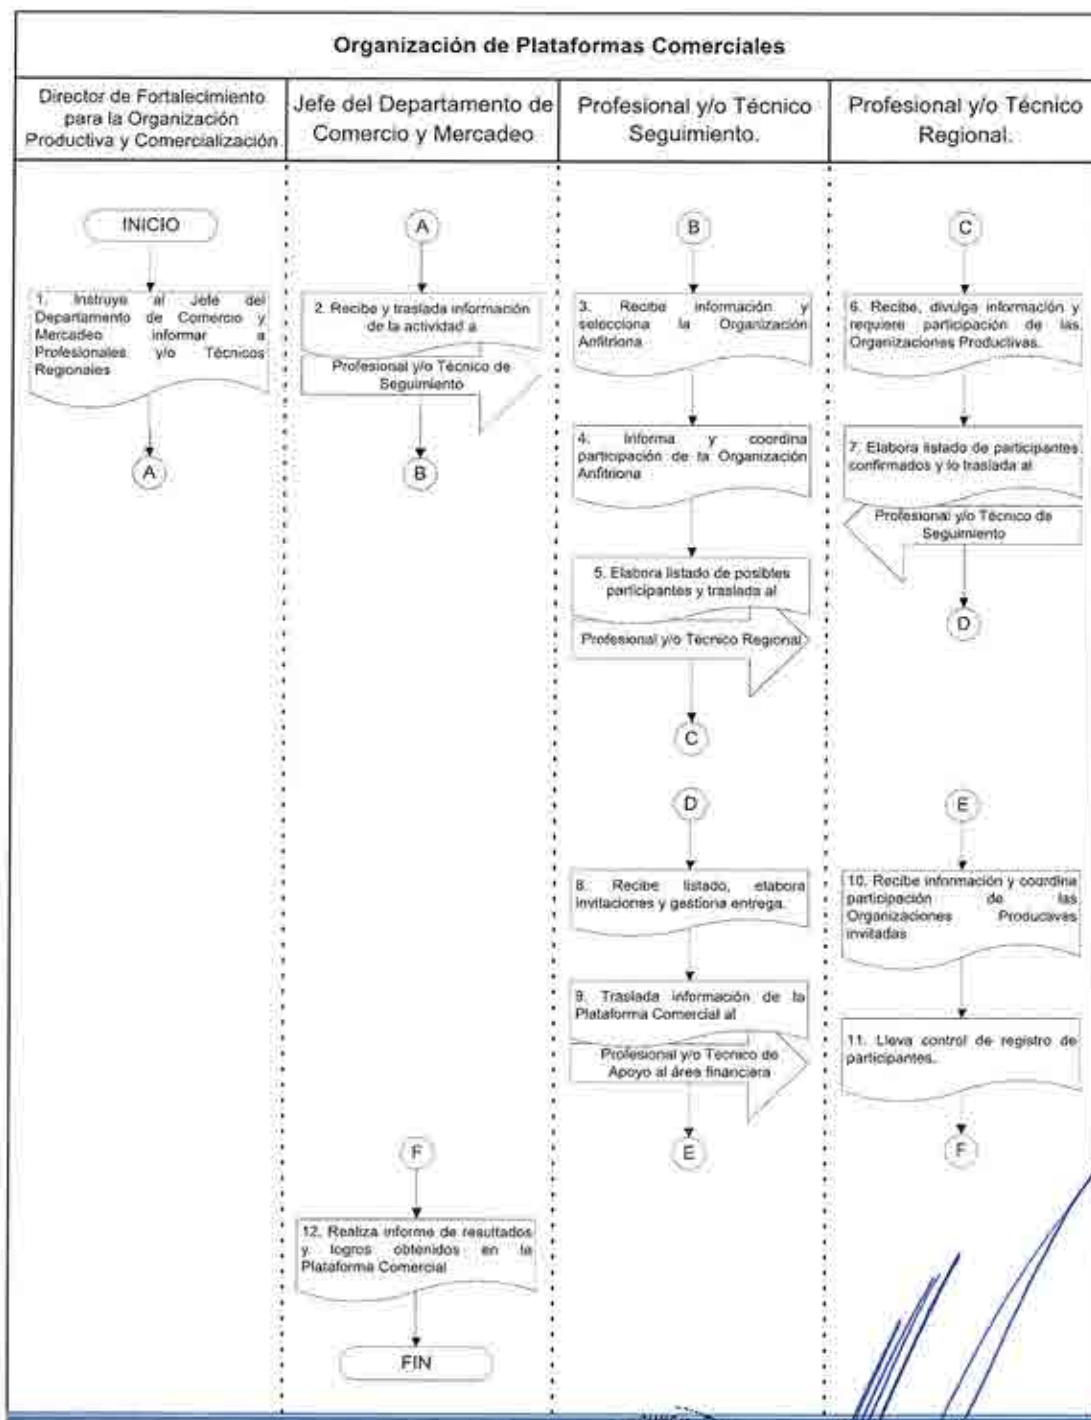 Organización de Plataformas Comerciales
Director de Fortalecimiento
para la Organización
Productiva y Comercialización
Jefe del Departamento de
Comercio y Mercadeo
Profesional y/o Técnico
Seguimiento.
Profesional y/o Técnico
Regional.
INICIO
1. Instruye al Jefe del
Departamento de Comercio y
Mercadeo informar a
Profesionales y/o Técnicos
Regionales
A
A
2. Recibe y traslada información
de la actividad a
Profesional y/o Técnico de
Seguimiento
B
B
3. Recibe información y
selecciona la Organización
Anfitriona
4. Informa y coordina
participación de la Organización
Anfitriona
5. Elabora listado de posibles
participantes y traslada al
Profesional y/o Técnico Regional
C
C
6. Recibe, divulga información y
requiere participación de las
Organizaciones Productivas.
7. Elabora listado de participantes
confirmados y lo traslada al
Profesional y/o Técnico de
Seguimiento
D
D
8. Recibe listado, elabora
invitaciones y gestiona entrega.
9. Traslada información de la
Plataforma Comercial al
Profesional y/o Técnico de
Apoyo al área financiera
E
E
10. Recibe información y coordina
participación de las
Organizaciones Productivas
invitadas
11. Lleva control de registro de
participantes.
F
F
12. Realiza informe de resultados
y logros obtenidos en la
Plataforma Comercial
FIN